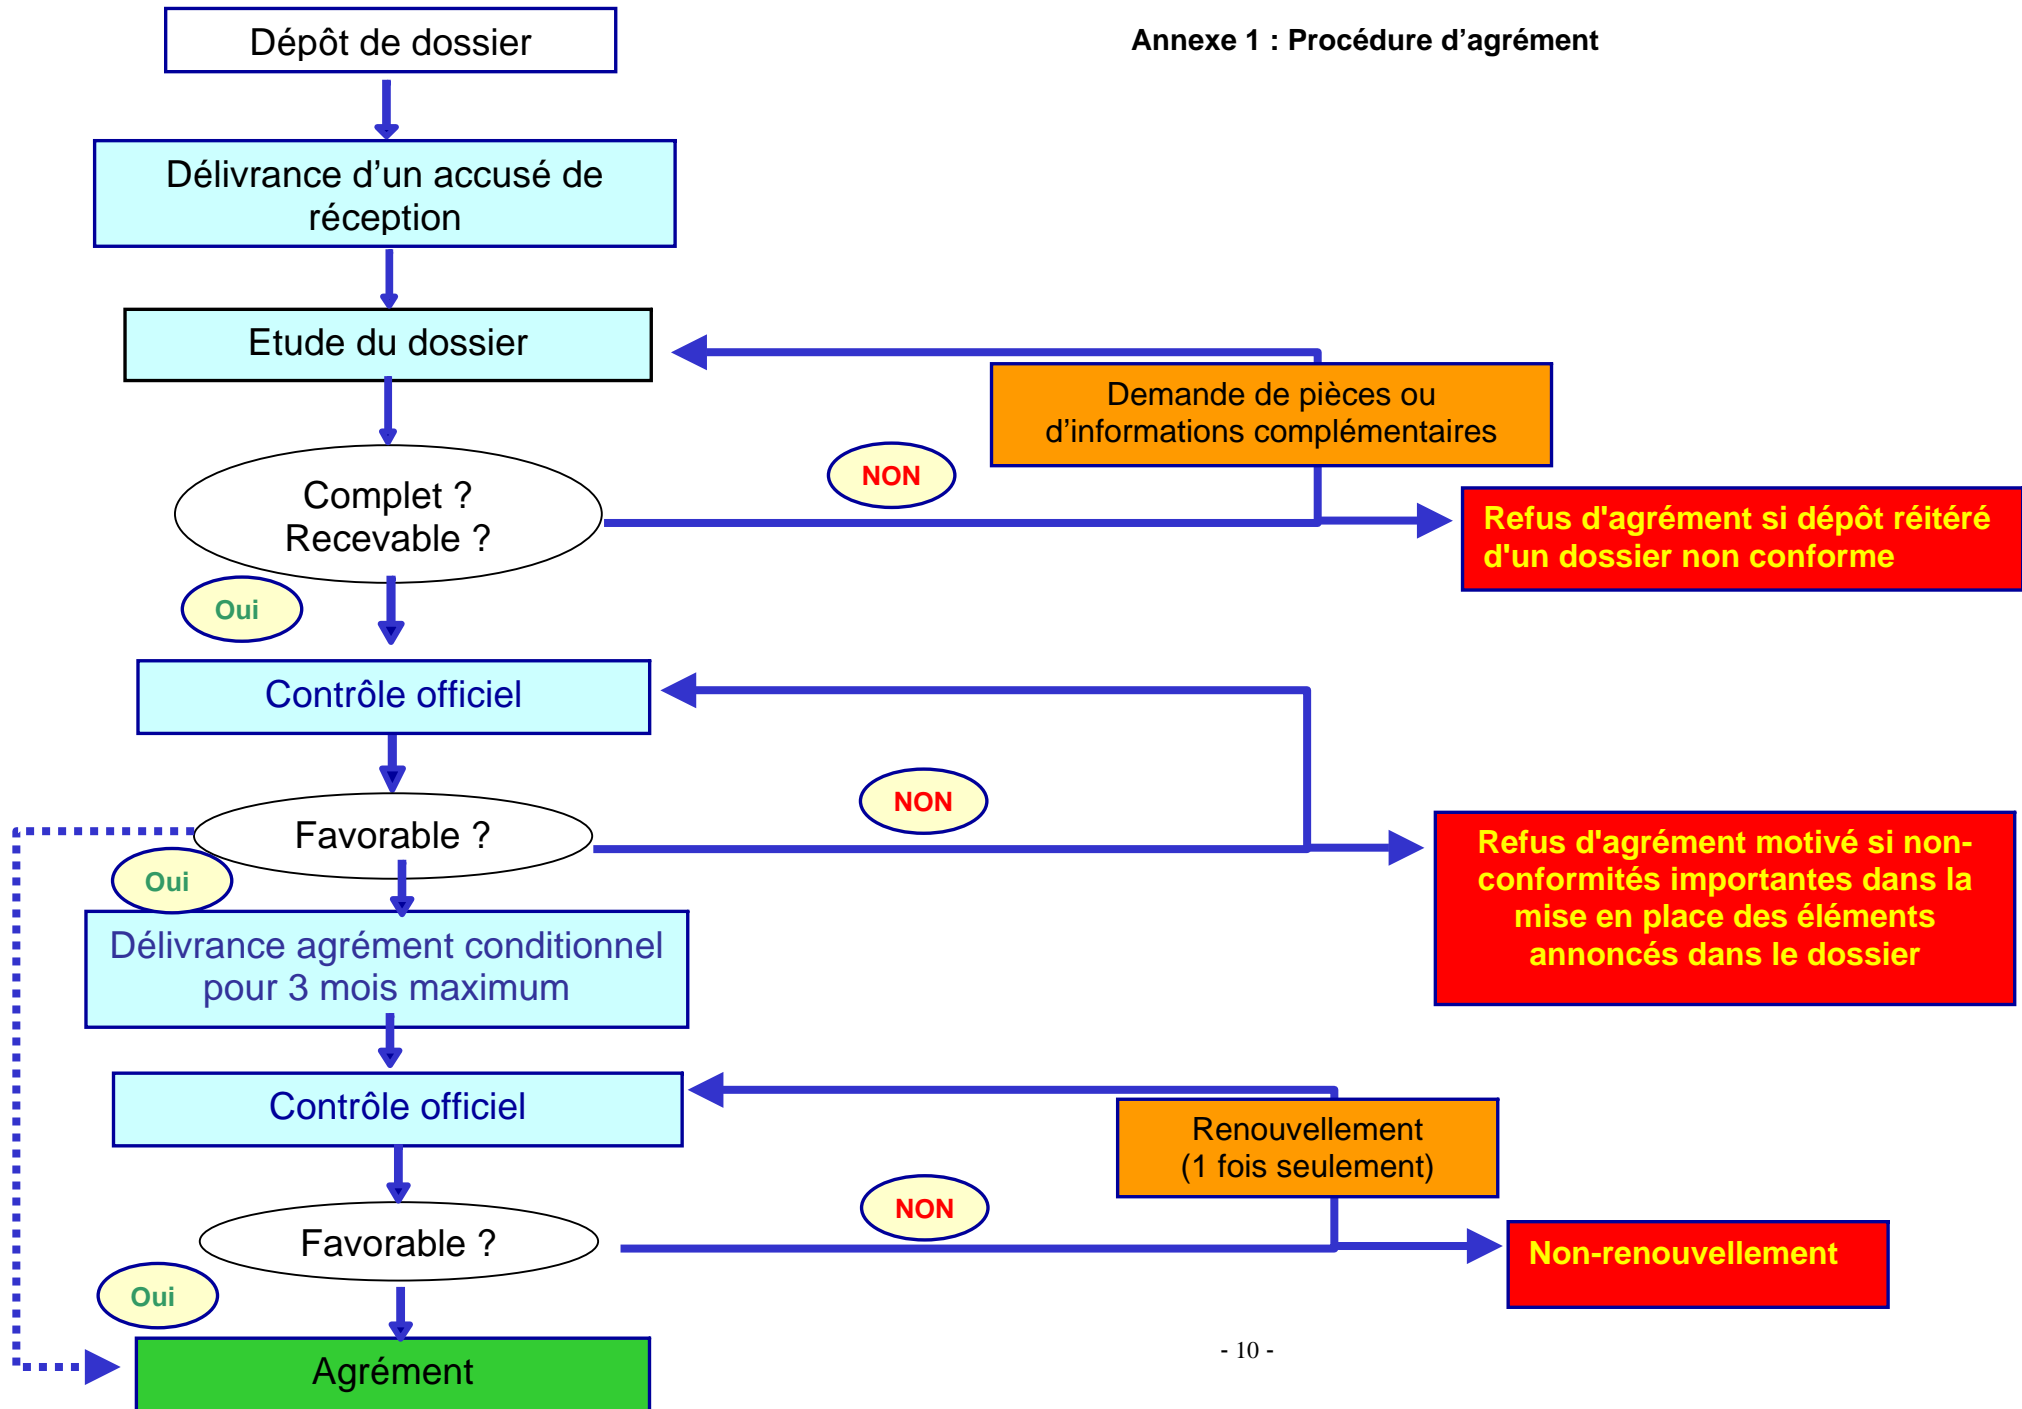 Annexe 1 : Procédure d’agrément
Dépôt de dossier
Délivrance d’un accusé de
réception
Etude du dossier
Demande de pièces ou
d’informations complémentaires
Complet ?
Recevable ?
NON
Refus d'agrément si dépôt réitéré
d'un dossier non conforme
Oui
Contrôle officiel
Favorable ?
NON
Refus d'agrément motivé si non-
conformités importantes dans la
mise en place des éléments
annoncés dans le dossier
Oui
Délivrance agrément conditionnel
pour 3 mois maximum
Contrôle officiel
Renouvellement
(1 fois seulement)
Favorable ?
NON
Non-renouvellement
Oui
Agrément
- 10 -